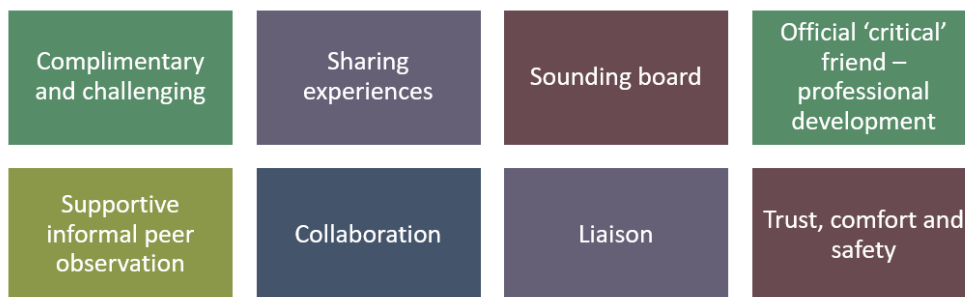 Complimentary
and challenging
Sharing
experiences
Sounding board
Official ‘critical’
friend –
professional
development
Supportive
informal peer
observation
Collaboration
Liaison
Trust, comfort and
safety